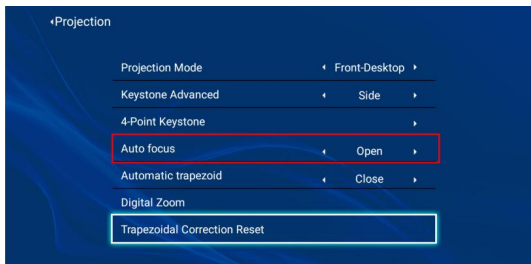 Projection
Projection Mode Front-Desktop
Keystone Advanced Side
4-Point Keystone
Auto focus Open
Automatic trapezoid Close
Digital Zoom
Trapezoidal Correction Reset